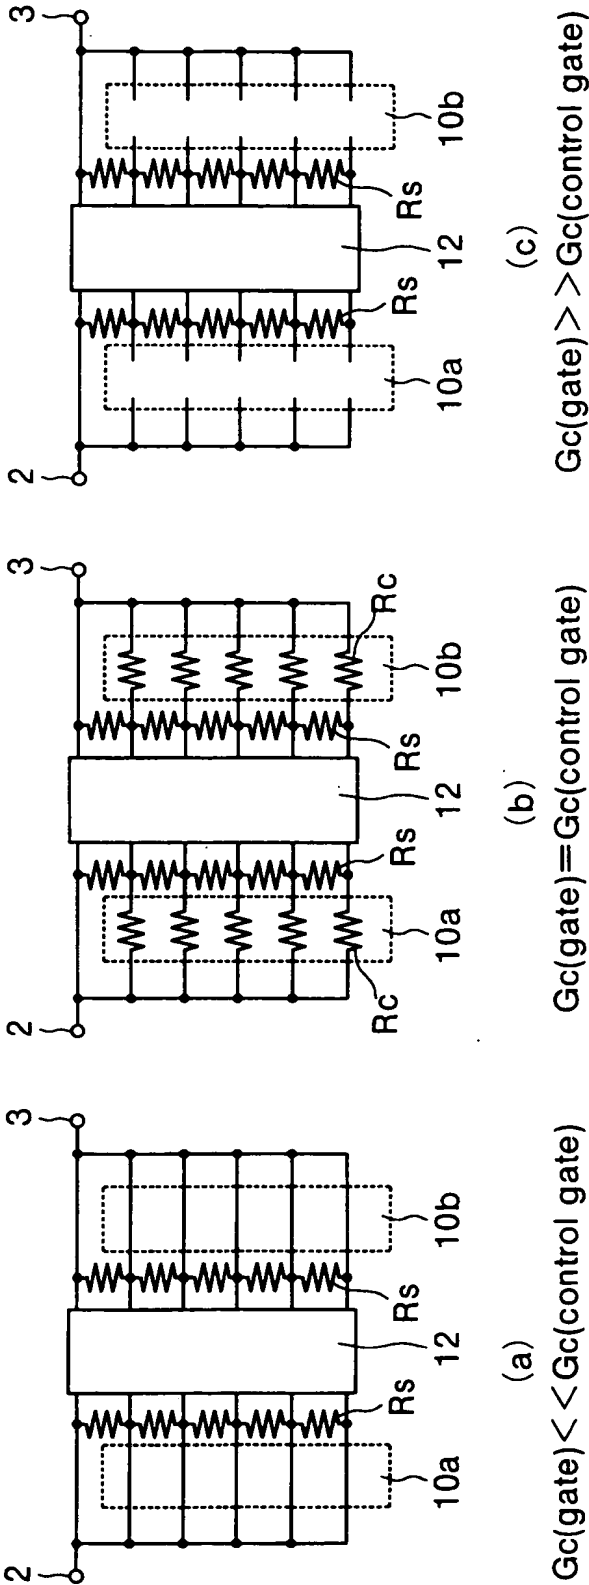 2
3
10a
Rs
12
Rs
10b
(a)
Gc(gate)<<Gc(control gate)
2
3
Rc
10a
Rs
12
Rs
10b
Rc
(b)
Gc(gate)=Gc(control gate)
2
3
10a
Rs
12
Rs
10b
(c)
Gc(gate)>>Gc(control gate)